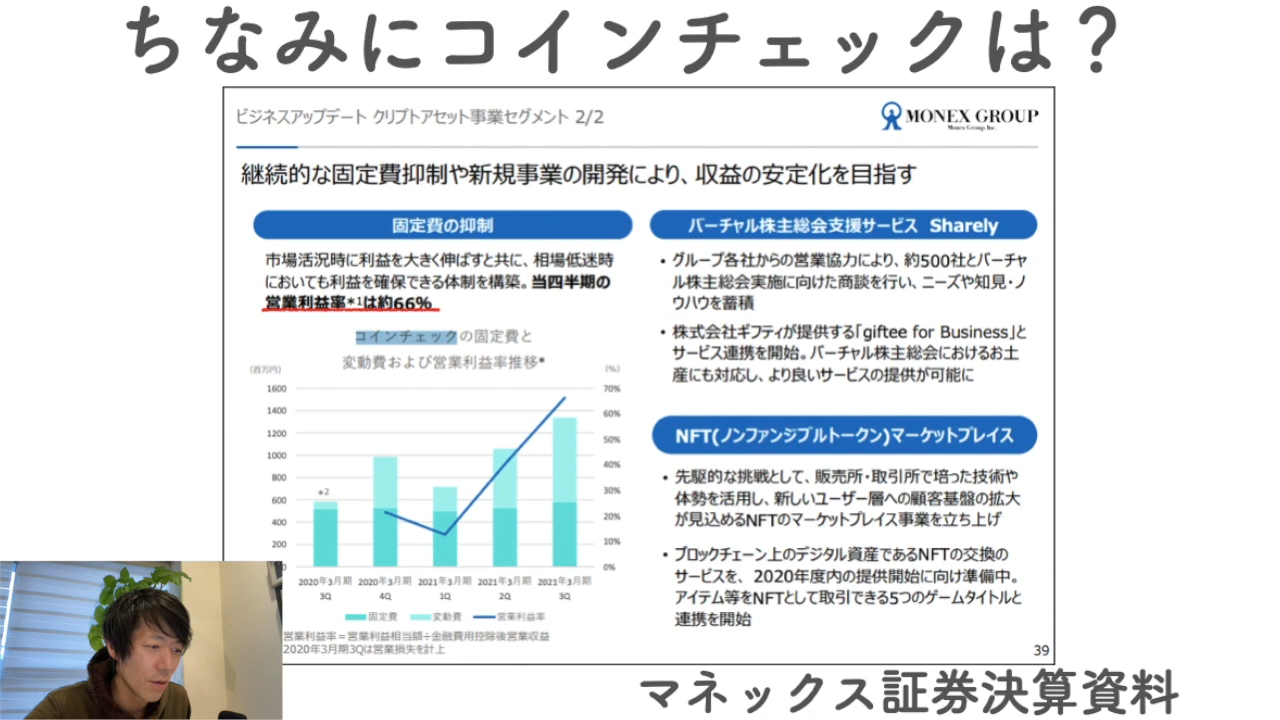 ちなみにコインチェックは？
ビジネスアップデート クリプトアセット事業セグメント 2/2
MONEX GROUP
Monex Group, Inc.
継続的な固定費抑制や新規事業の開発により、収益の安定化を目指す
固定費の抑制
市場活況時に利益を大きく伸ばすと共に、相場低迷時
においても利益を確保できる体制を構築。当四半期の
営業利益率*1は約66%
コインチェックの固定費と
変動費および営業利益率推移*
(百万円)
(%)
1600
1400
1200
1000
800
600
400
200
0
70%
60%
50%
40%
30%
20%
10%
0%
*2
2020年3月期 2020年3月期 2021年3月期 2021年3月期 2021年3月期
3Q 4Q 1Q 2Q 3Q
固定費 変動費 営業利益率
営業利益率＝営業利益相当額÷金融費用控除後営業収益
2020年3月期3Qは営業損失を計上
バーチャル株主総会支援サービス Sharely
• グループ各社からの営業協力により、約500社とバーチャ
ル株主総会実施に向けた商談を行い、ニーズや知見・ノ
ウハウを蓄積
• 株式会社ギフティが提供する「giftee for Business」と
サービス連携を開始。バーチャル株主総会におけるお土
産にも対応し、より良いサービスの提供が可能に
NFT(ノンファンジブルトークン)マーケットプレイス
• 先駆的な挑戦として、販売所・取引所で培った技術や
体勢を活用し、新しいユーザー層への顧客基盤の拡大
が見込めるNFTのマーケットプレイス事業を立ち上げ
• ブロックチェーン上のデジタル資産であるNFTの交換の
サービスを、2020年度内の提供開始に向け準備中。
アイテム等をNFTとして取引できる5つのゲームタイトルと
連携を開始
39
マネックス証券決算資料